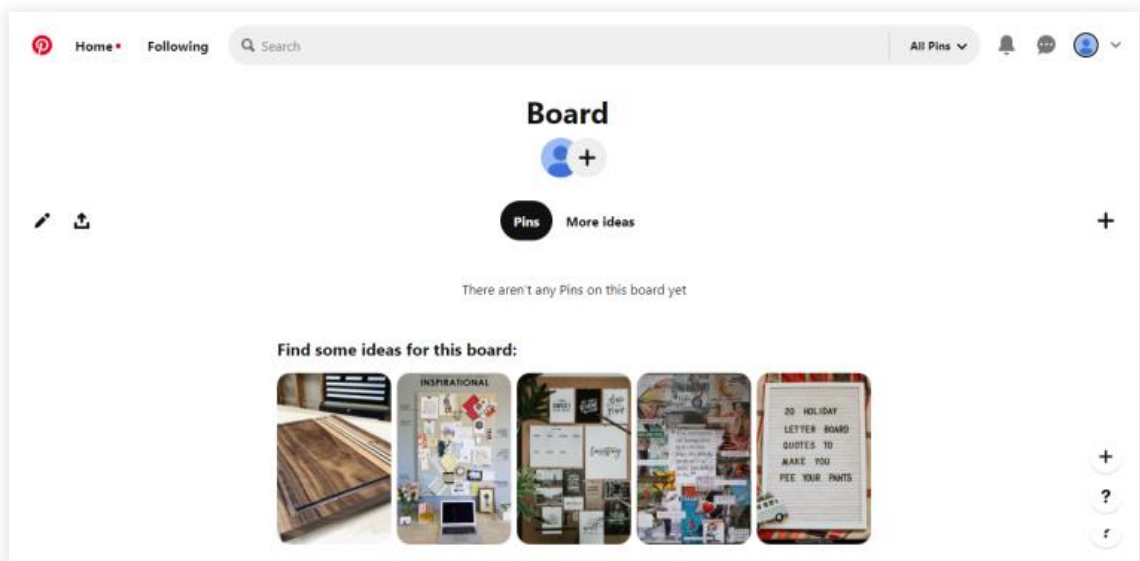 Home Following Search All Pins
Board
Pins More ideas
There aren't any Pins on this board yet
Find some ideas for this board:
INSPIRATIONAL
20 HOLIDAY
LETTER BOARD
QUOTES TO
MAKE YOU
PEE YOUR PANTS
?